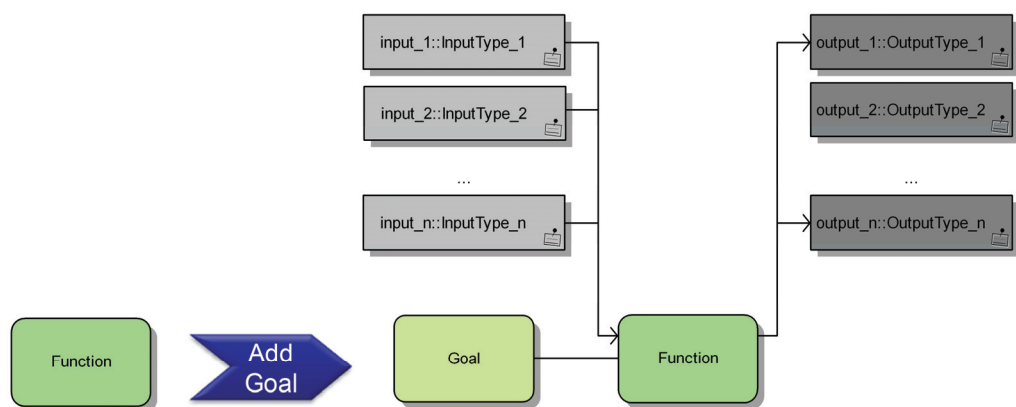 input_1::InputType_1
output_1::OutputType_1
input_2::InputType_2
output_2::OutputType_2
...
...
input_n::InputType_n
output_n::OutputType_n
Function
Add
Goal
Goal
Function